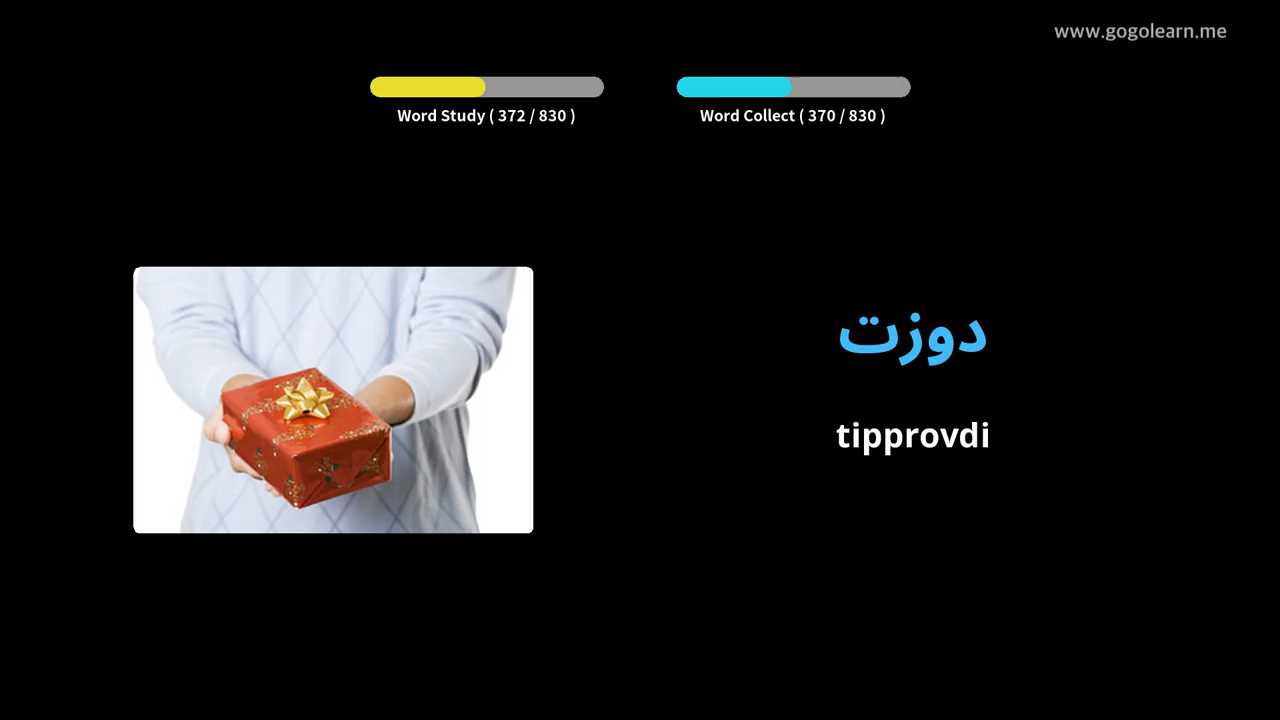 www.gogolearn.me
Word Study ( 372 / 830 )
Word Collect ( 370 / 830 )
دوزت
tipprovdi